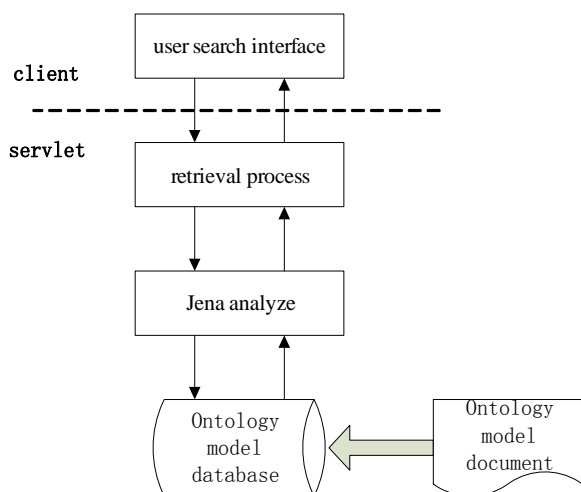 user search interface
client
servlet
retrieval process
Jena analyze
Ontology
model
database
Ontology
model
document